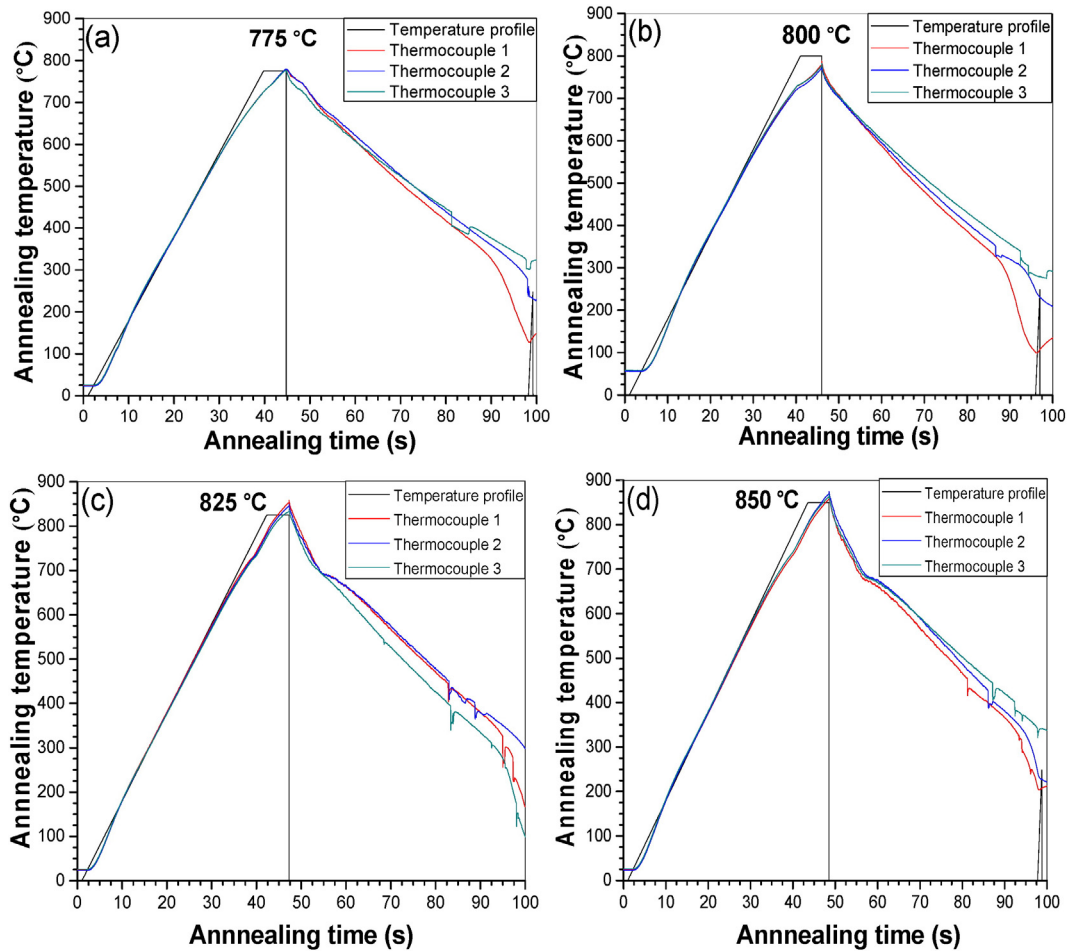 (a)
775 °C
Temperature profile
Thermocouple 1
Thermocouple 2
Thermocouple 3
Annnealing temperature (°C)
900
800
700
600
500
400
300
200
100
0
0 10 20 30 40 50 60 70 80 90 100
Annnealing time (s)
(b)
800 °C
Temperature profile
Thermocouple 1
Thermocouple 2
Thermocouple 3
Annnealing temperature (°C)
900
800
700
600
500
400
300
200
100
0
0 10 20 30 40 50 60 70 80 90 100
Annnealing time (s)
(c)
825 °C
Temperature profile
Thermocouple 1
Thermocouple 2
Thermocouple 3
Annnealing temperature (°C)
900
800
700
600
500
400
300
200
100
0
0 10 20 30 40 50 60 70 80 90 100
Annnealing time (s)
(d)
850 °C
Temperature profile
Thermocouple 1
Thermocouple 2
Thermocouple 3
Annnealing temperature (°C)
900
800
700
600
500
400
300
200
100
0
0 10 20 30 40 50 60 70 80 90 100
Annnealing time (s)